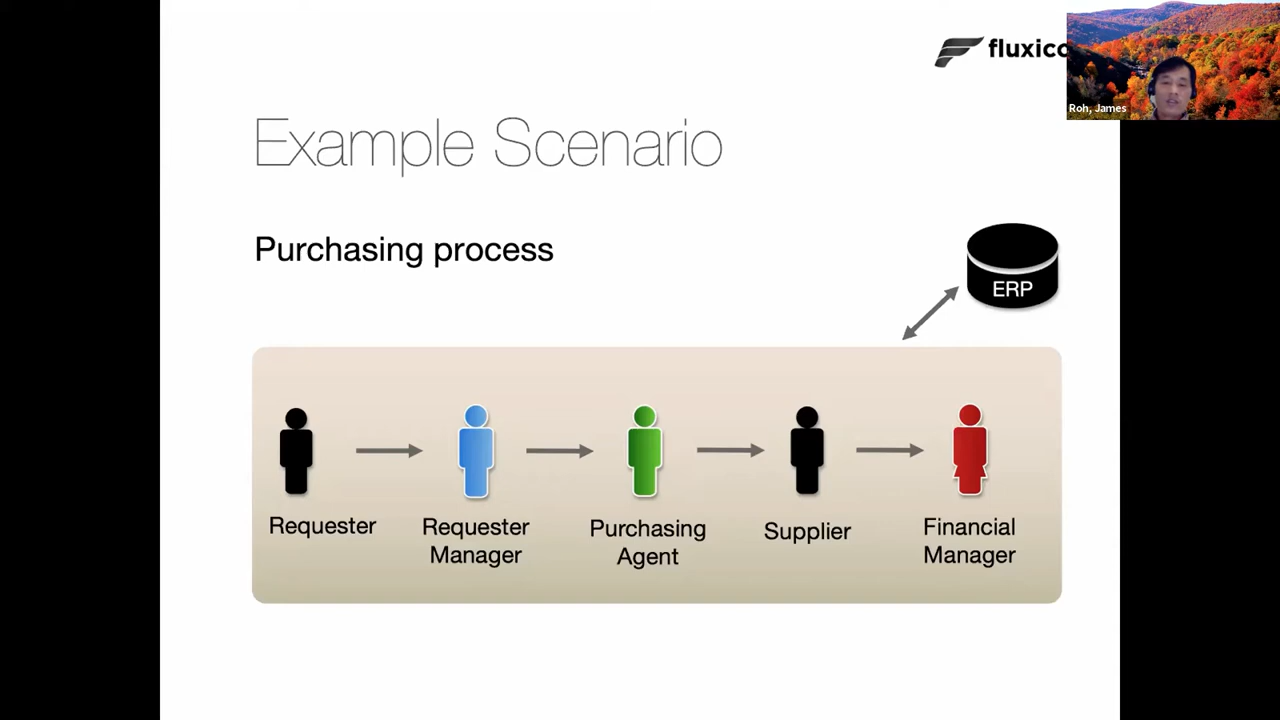 fluxico
Roh, James
Example Scenario
Purchasing process
ERP
Requester
Requester
Manager
Purchasing
Agent
Supplier
Financial
Manager